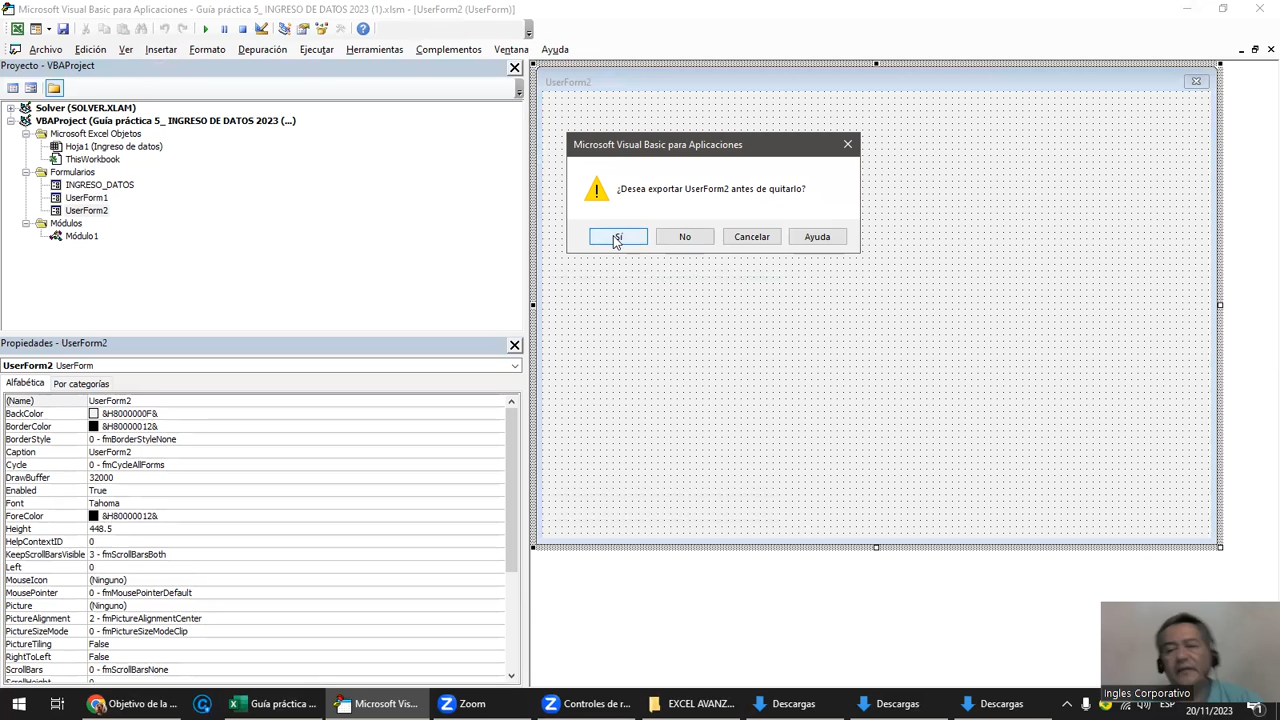 Microsoft Visual Basic para Aplicaciones - Guía práctica 5_ INGRESO DE DATOS 2023 (1).xlsm - [UserForm2 (UserForm)]
Archivo Edición Ver Insertar Formato Depuración Ejecutar Herramientas Complementos Ventana Ayuda
Proyecto - VBAProject
Solver (SOLVER.XLAM)
VBAProject (Guía práctica 5_ INGRESO DE DATOS 2023 (...)
Microsoft Excel Objetos
Hoja1 (Ingreso de datos)
ThisWorkbook
Formularios
INGRESO_DATOS
UserForm1
UserForm2
Módulos
Módulo1
Propiedades - UserForm2
UserForm2 UserForm
Alfabética Por categorías
(Name) UserForm2
BackColor &H8000000F&
BorderColor &H80000012&
BorderStyle 0 - fmBorderStyleNone
Caption UserForm2
Cycle 0 - fmCycleAllForms
DrawBuffer 32000
Enabled True
Font Tahoma
ForeColor &H80000012&
Height 448.5
HelpContextID 0
KeepScrollBarsVisible 3 - fmScrollBarsBoth
Left 0
MouseIcon (Ninguno)
MousePointer 0 - fmMousePointerDefault
Picture (Ninguno)
PictureAlignment 2 - fmPictureAlignmentCenter
PictureSizeMode 0 - fmPictureSizeModeClip
PictureTiling False
RightToLeft False
ScrollBars 0 - fmScrollBarsNone
ScrollHeight 0
UserForm2
Microsoft Visual Basic para Aplicaciones
¿Desea exportar UserForm2 antes de quitarlo?
Sí No Cancelar Ayuda
Ingles Corporativo
Objetivo de la ... Guía práctica ... Microsoft Vis... Zoom Controles de r... EXCEL AVANZ... Descargas Descargas Descargas ESP
20/11/2023